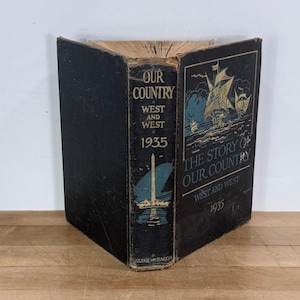 OUR
COUNTRY
WEST
AND
WEST
1935
THE STORY OF
OUR COUNTRY
WEST AND WEST
1935